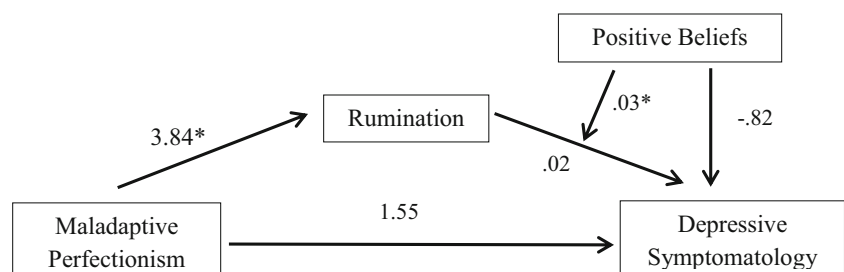 Positive Beliefs
Rumination
.03*
3.84*
-.82
.02
1.55
Maladaptive
Perfectionism
Depressive
Symptomatology